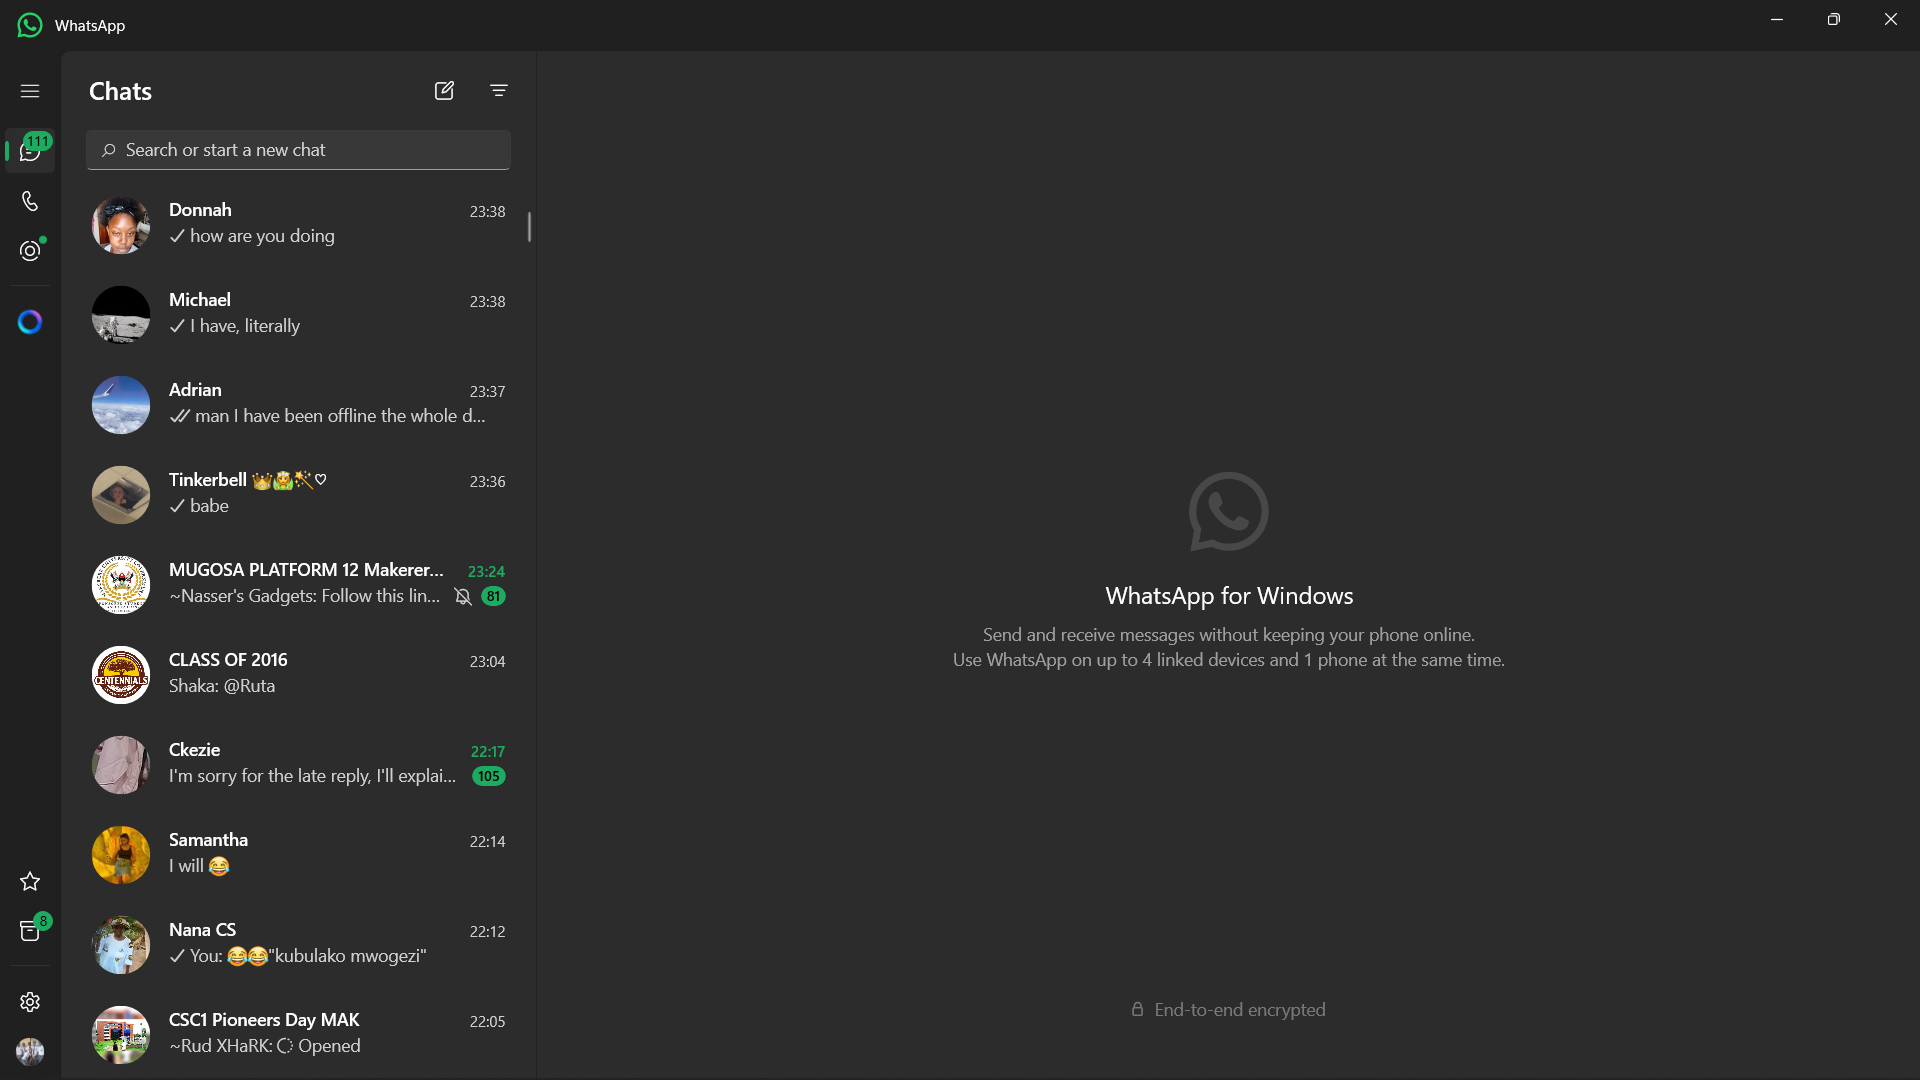 WhatsApp
Chats
111
Search or start a new chat
Donnah
23:38
how are you doing
Michael
23:38
I have, literally
Adrian
23:37
man I have been offline the whole d...
Tinkerbell 👸🧚✨♡
23:36
babe
MUGOSA PLATFORM 12 Makerer...
23:24
~Nasser's Gadgets: Follow this lin...
81
CLASS OF 2016
23:04
CENTENNIALS
Shaka: @Ruta
Ckezie
22:17
I'm sorry for the late reply, I'll explai...
105
Samantha
22:14
I will 😂
Nana CS
22:12
You: 😂😂"kubulako mwogezi"
8
CSC1 Pioneers Day MAK
22:05
~Rud XHaRK: Opened
WhatsApp for Windows
Send and receive messages without keeping your phone online.
Use WhatsApp on up to 4 linked devices and 1 phone at the same time.
End-to-end encrypted